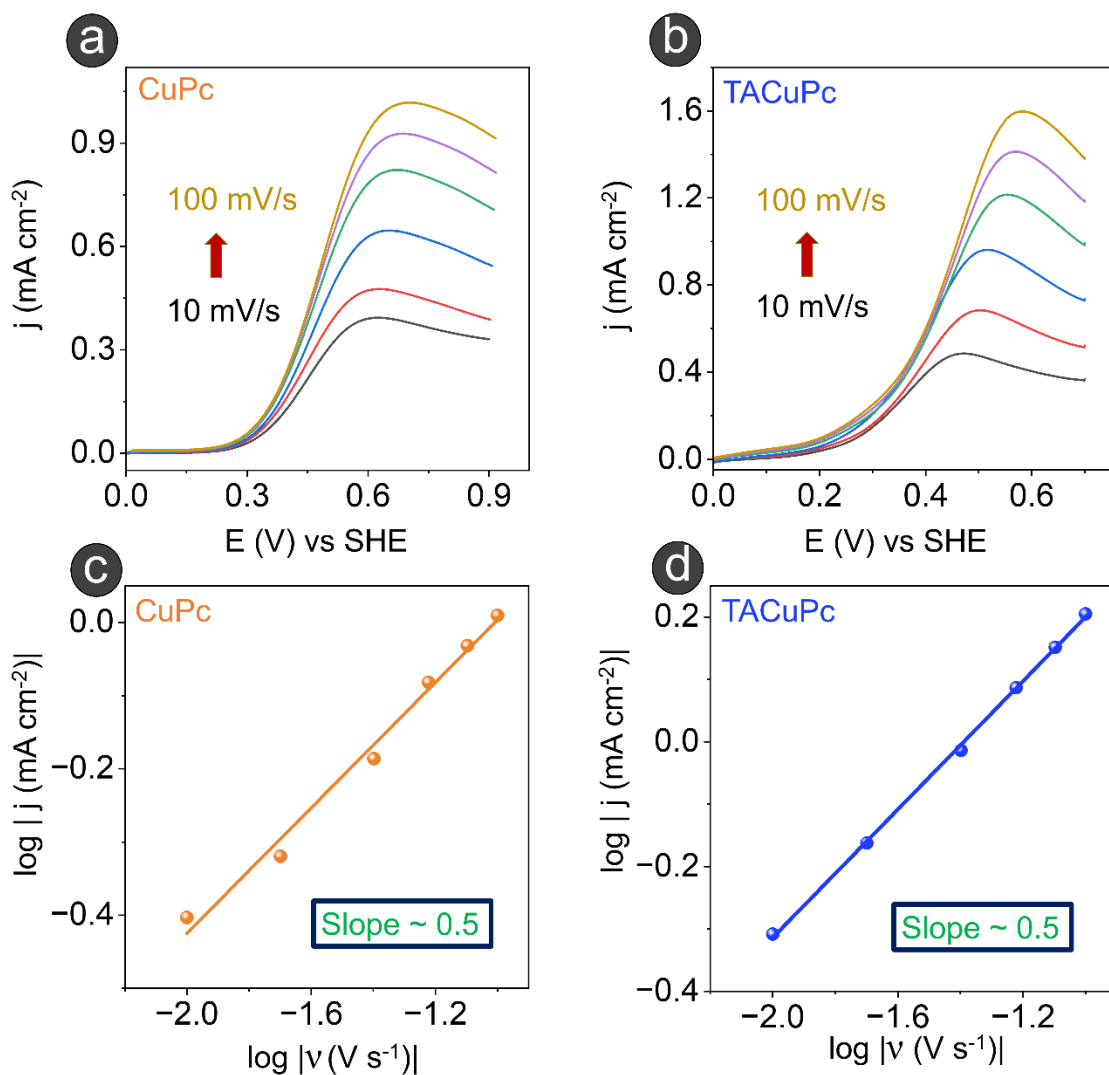 a
CuPc
j (mA cm⁻²)
100 mV/s
10 mV/s
0.9
0.6
0.3
0.0
0.0 0.3 0.6 0.9
E (V) vs SHE
b
TACuPc
j (mA cm⁻²)
100 mV/s
10 mV/s
1.6
1.2
0.8
0.4
0.0
0.0 0.2 0.4 0.6
E (V) vs SHE
c
CuPc
log | j (mA cm⁻²)|
0.0
−0.2
−0.4
Slope ~ 0.5
−2.0 −1.6 −1.2
log |ν (V s⁻¹)|
d
TACuPc
log | j (mA cm⁻²)|
0.2
0.0
−0.2
−0.4
Slope ~ 0.5
−2.0 −1.6 −1.2
log |ν (V s⁻¹)|